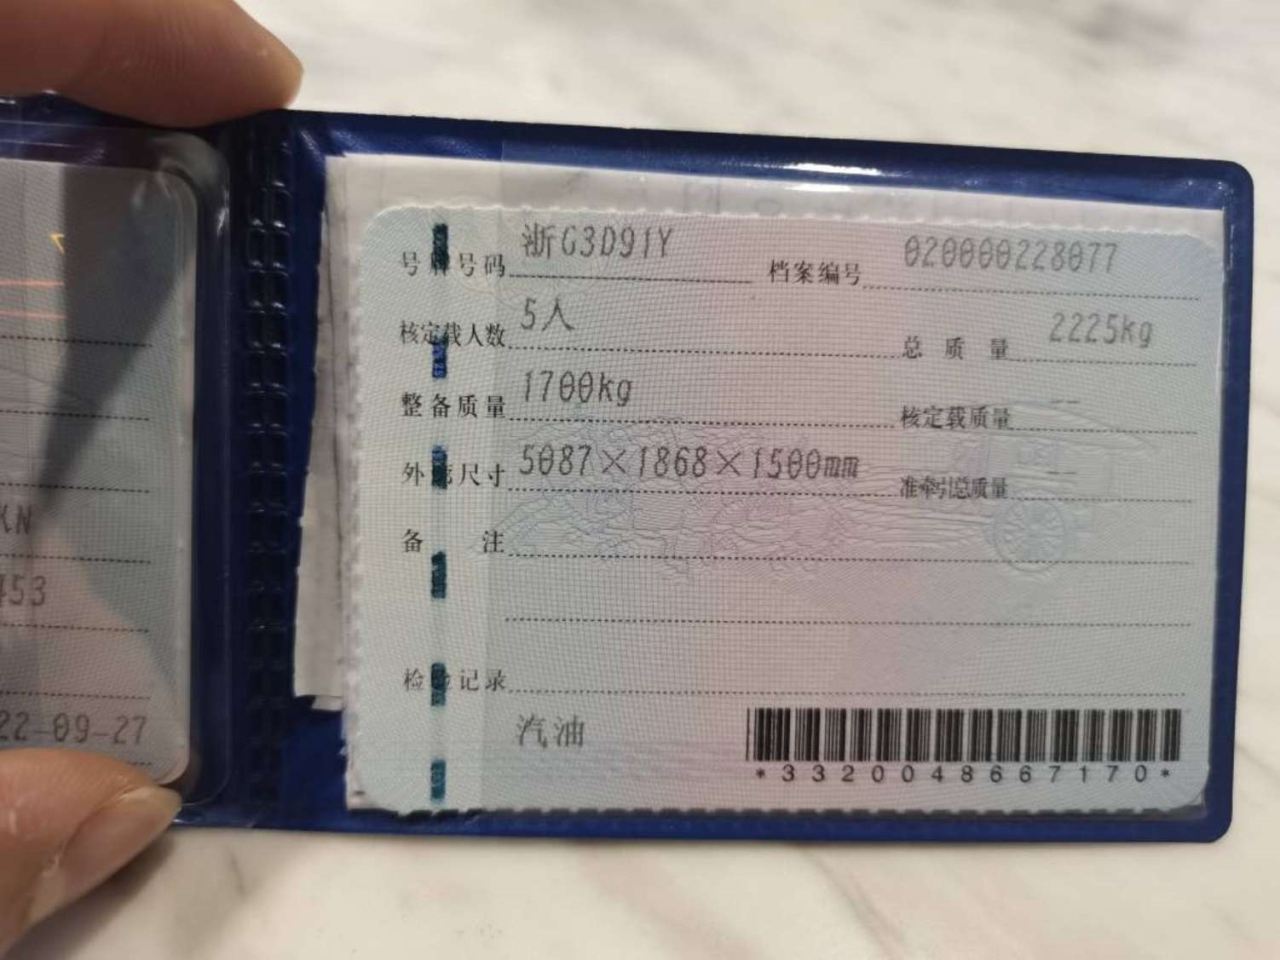 号牌号码 浙G3D91Y 档案编号 020000228077
核定载人数 5人 总质量 2225kg
整备质量 1700kg 核定载质量 --
外廓尺寸 5087×1868×1500mm 准牵引总质量 --
备注
检验记录
汽油
*3320048667170*
KN
453
22-09-27